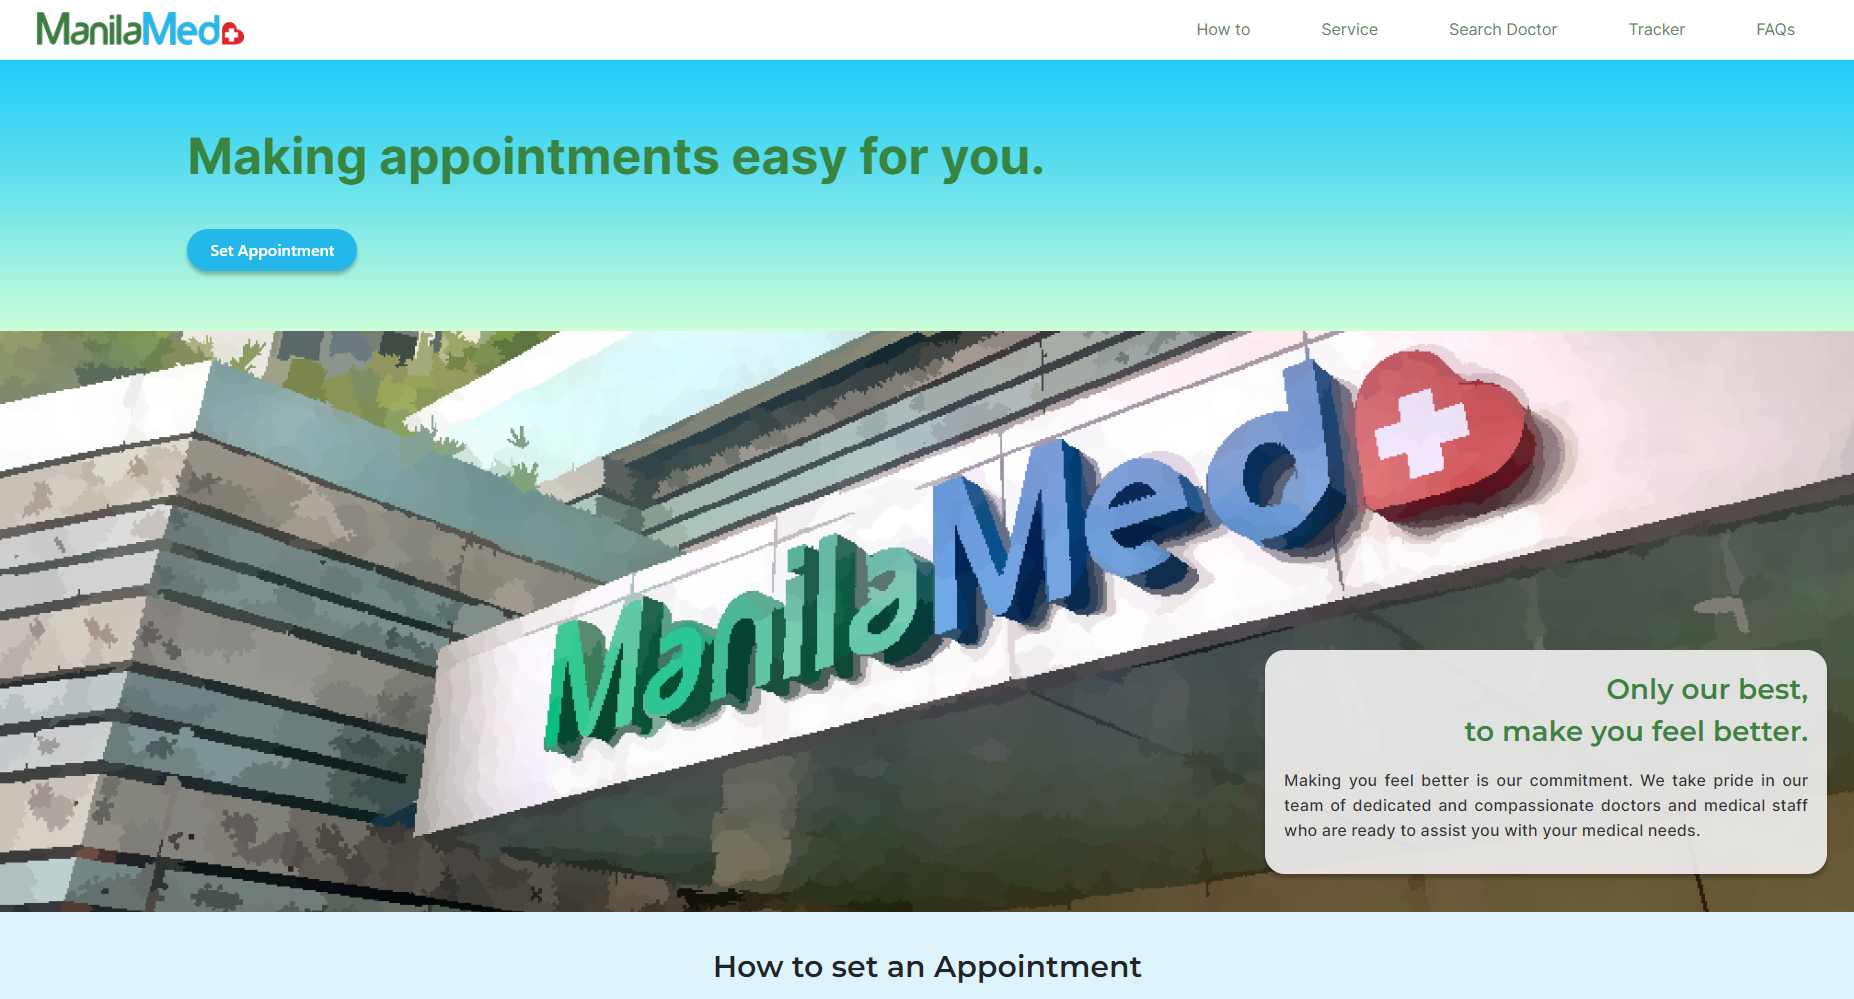 ManilaMed
How to
Service
Search Doctor
Tracker
FAQs
Making appointments easy for you.
Set Appointment
ManilaMed
Only our best,
to make you feel better.
Making you feel better is our commitment. We take pride in our
team of dedicated and compassionate doctors and medical staff
who are ready to assist you with your medical needs.
How to set an Appointment